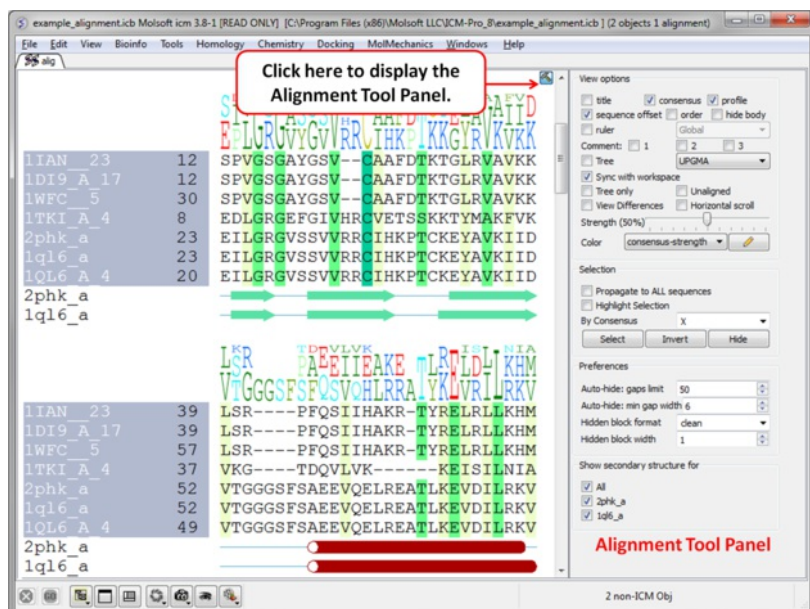 example_alignment.icb Molsoft icm 3.8-1 [READ ONLY] [C:\Program Files (x86)\Molsoft LLC\ICM-Pro_8\example_alignment.icb ] (2 objects 1 alignment)
File Edit View Bioinfo Tools Homology Chemistry Docking MolMechanics Windows Help
alg
Click here to display the
Alignment Tool Panel.
1IAN__23 12 SPVGSGAYGSV--CAAFDTKTGLRVAVKK
1DI9_A_17 12 SPVGSGAYGSV--CAAFDTKTGLRVAVKK
1WFC__5 30 SPVGSGAYGSV--CAAFDTKTGLRVAVKK
1TKI_A_4 8 EDLGRGEFGIVHRCVETSSKKTYMAKFVK
2phk_a 23 EILGRGVSSVVRRCIHKPTCKEYAVKIID
1ql6_a 23 EILGRGVSSVVRRCIHKPTCKEYAVKIID
1QL6_A_4 20 EILGRGVSSVVRRCIHKPTCKEYAVKIID
2phk_a
1ql6_a
1IAN__23 39 LSR----PFQSIIHAKR-TYRELRLLKHM
1DI9_A_17 39 LSR----PFQSIIHAKR-TYRELRLLKHM
1WFC__5 57 LSR----PFQSIIHAKR-TYRELRLLKHM
1TKI_A_4 37 VKG----TDQVLVK------KEISILNIA
2phk_a 52 VTGGGSFSAEEVQELREATLKEVDILRKV
1ql6_a 52 VTGGGSFSAEEVQELREATLKEVDILRKV
1QL6_A_4 49 VTGGGSFSAEEVQELREATLKEVDILRKV
2phk_a
1ql6_a
View options
title consensus profile
sequence offset order hide body
ruler Global
Comment: 1 2 3
Tree UPGMA
Sync with workspace
Tree only Unaligned
View Differences Horizontal scroll
Strength (50%)
Color consensus-strength
Selection
Propagate to ALL sequences
Highlight Selection
By Consensus X
Select Invert Hide
Preferences
Auto-hide: gaps limit 50
Auto-hide: min gap width 6
Hidden block format clean
Hidden block width 1
Show secondary structure for
All
2phk_a
1ql6_a
Alignment Tool Panel
2 non-ICM Obj